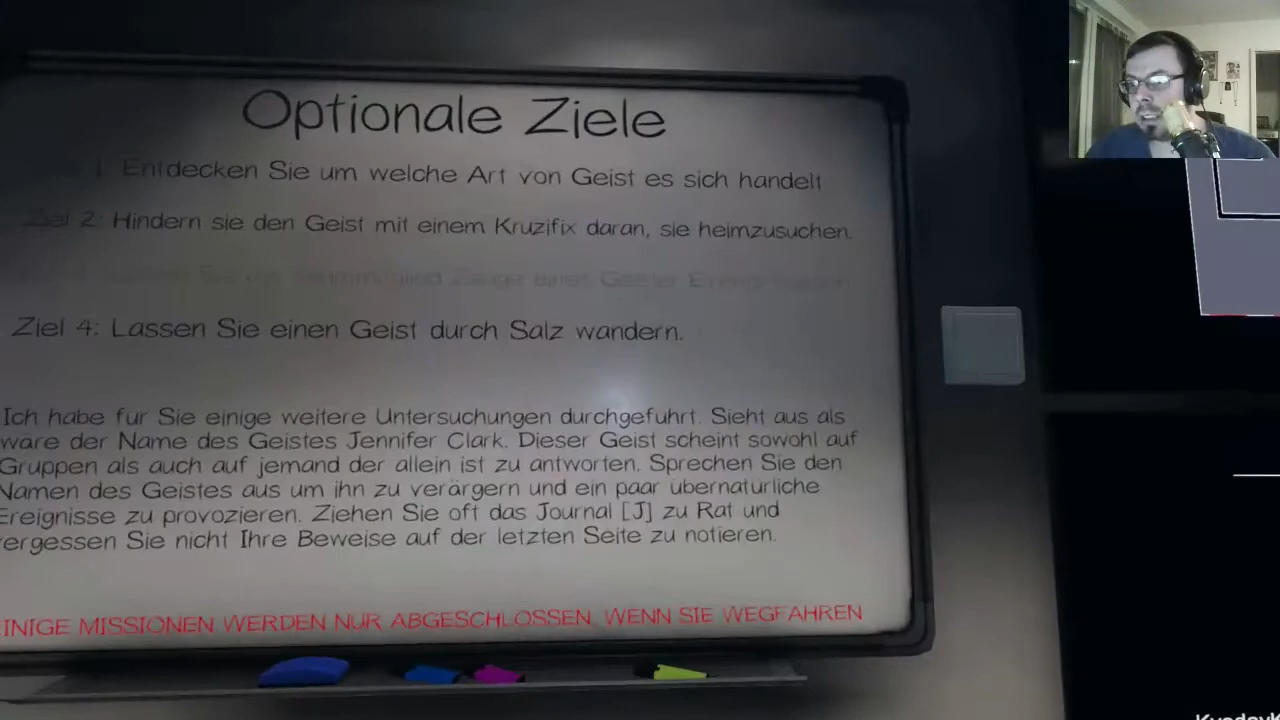 Optionale Ziele
1. Entdecken Sie um welche Art von Geist es sich handelt
Ziel 2: Hindern sie den Geist mit einem Kruzifix daran, sie heimzusuchen.
Zeuge eines Geister
Ziel 4: Lassen Sie einen Geist durch Salz wandern.
Ich habe fur Sie einige weitere Untersuchungen durchgefuhrt. Sieht aus als
ware der Name des Geistes Jennifer Clark. Dieser Geist scheint sowohl auf
Gruppen als auch auf jemand der allein ist zu antworten. Sprechen Sie den
Namen des Geistes aus um ihn zu verärgern und ein paar ubernaturliche
Ereignisse zu provozieren. Ziehen Sie oft das Journal [J] zu Rat und
ergessen Sie nicht Ihre Beweise auf der letzten Seite zu notieren.
INIGE MISSIONEN WERDEN NUR ABGESCHLOSSEN, WENN SIE WEGFAHREN